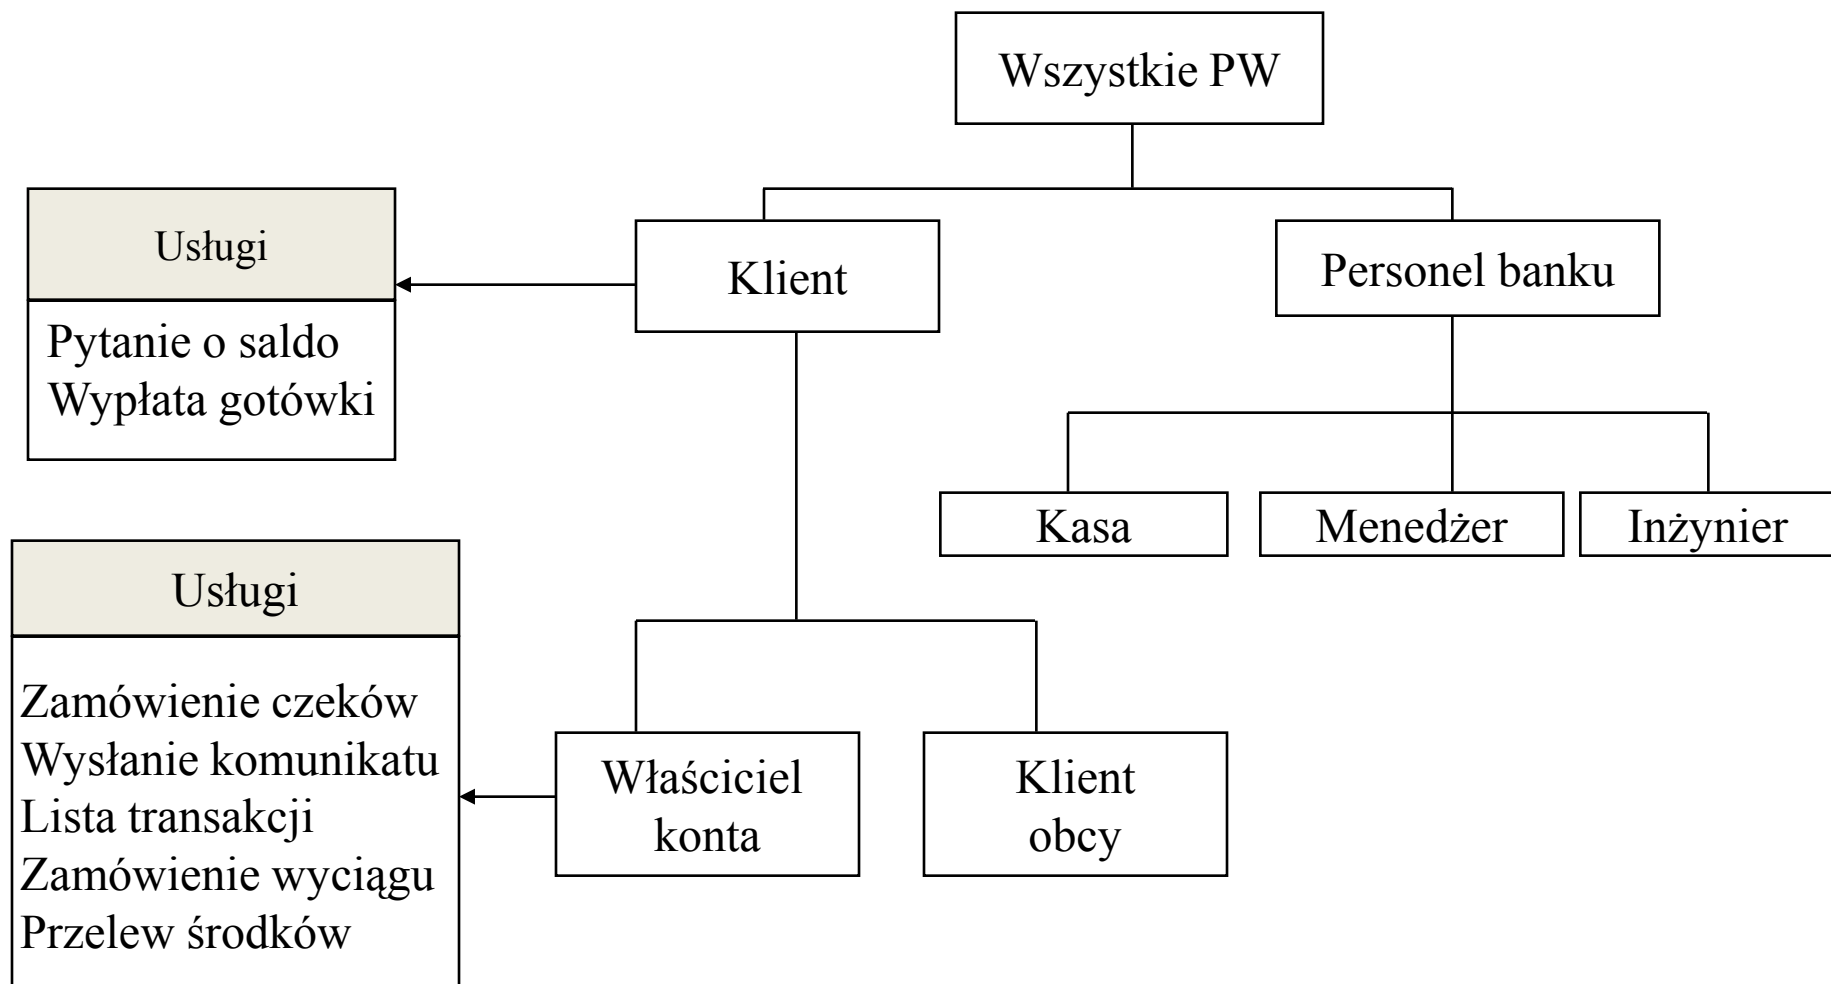 Wszystkie PW
Usługi
Klient
Personel banku
Pytanie o saldo
Wypłata gotówki
Kasa
Menedżer
Inżynier
Usługi
Zamówienie czeków
Wysłanie komunikatu
Lista transakcji
Zamówienie wyciągu
Przelew środków
Właściciel
konta
Klient
obcy